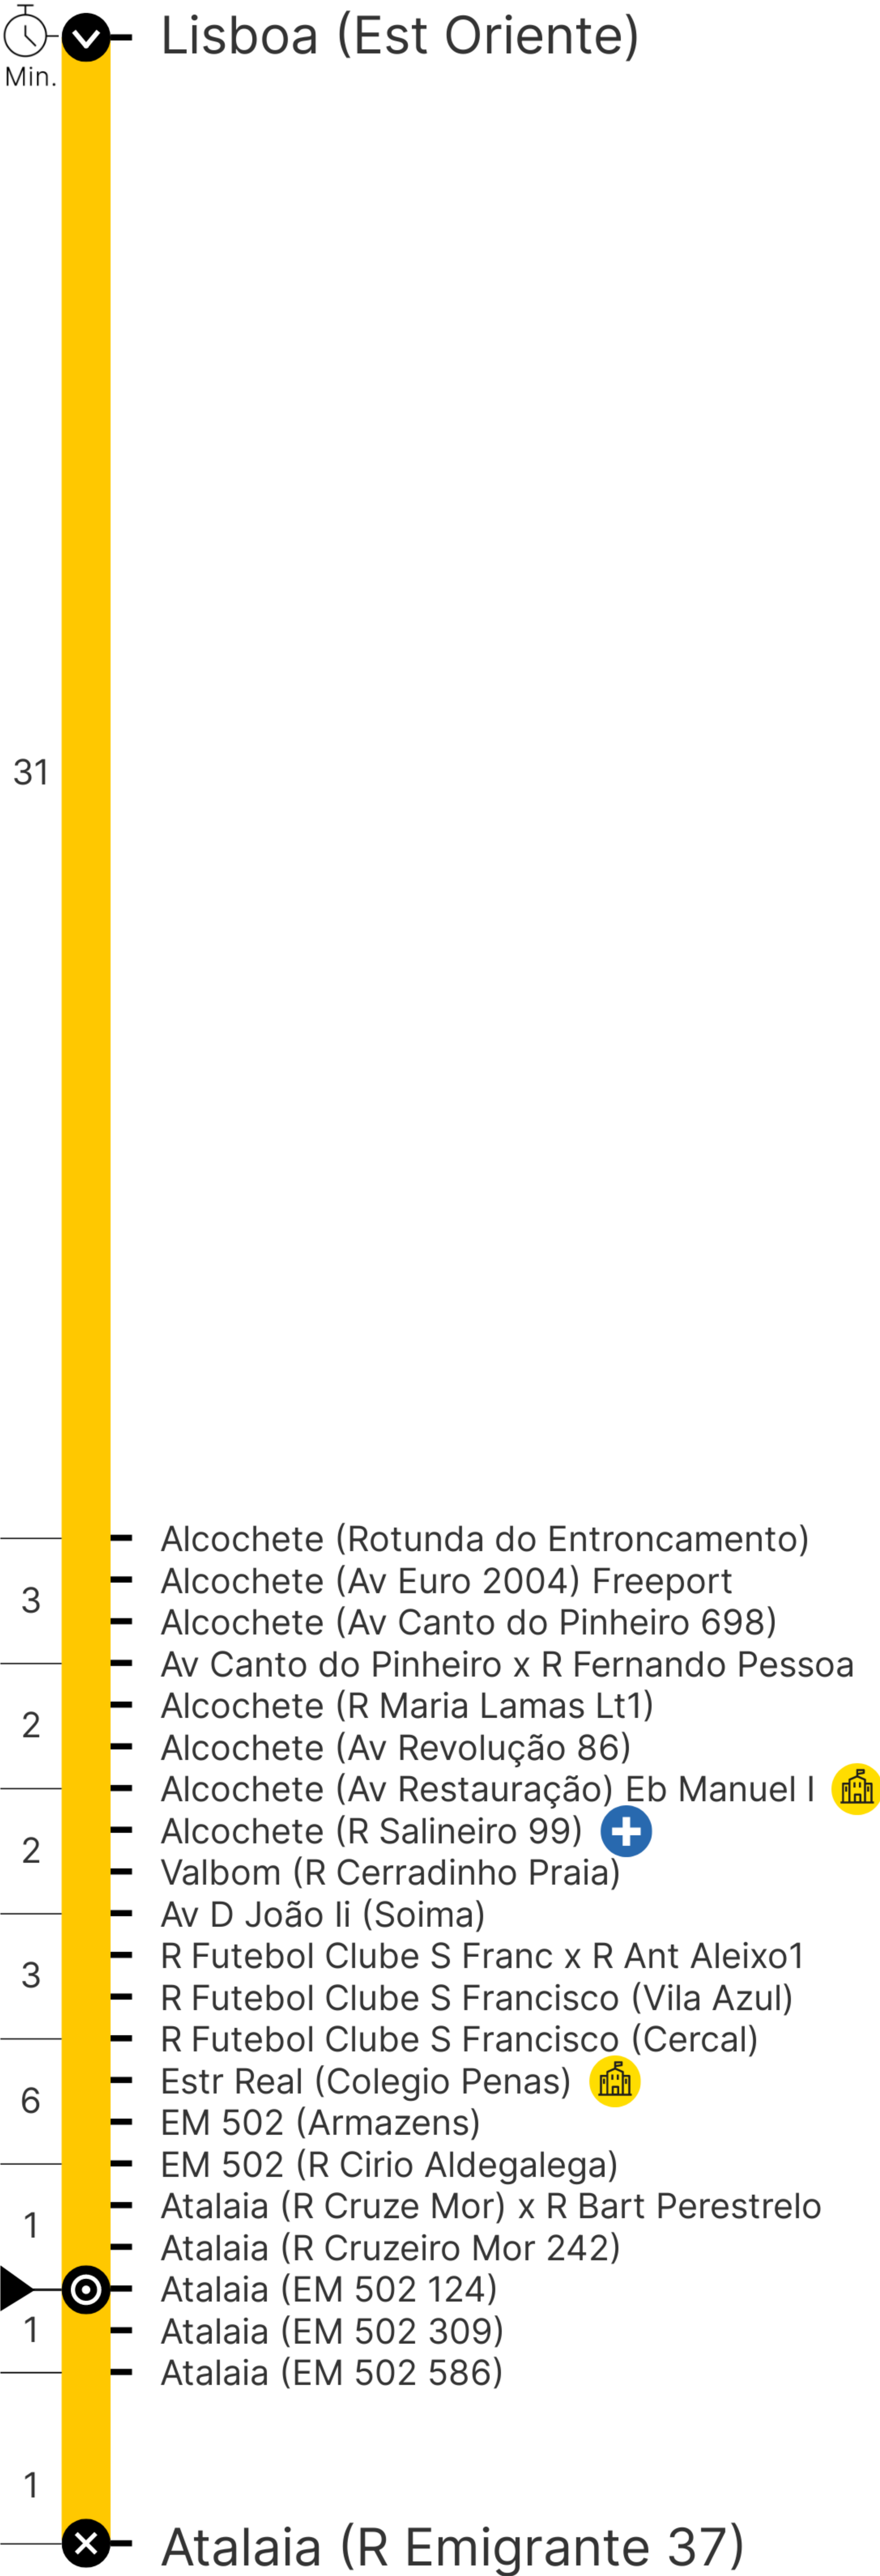 Lisboa (Est Oriente)
Min.
31
Alcochete (Rotunda do Entroncamento)
Alcochete (Av Euro 2004) Freeport
3
Alcochete (Av Canto do Pinheiro 698)
Av Canto do Pinheiro x R Fernando Pessoa
Alcochete (R Maria Lamas Lt1)
2
Alcochete (Av Revolução 86)
Alcochete (Av Restauração) Eb Manuel I
Alcochete (R Salineiro 99)
2
Valbom (R Cerradinho Praia)
Av D João Ii (Soima)
R Futebol Clube S Franc x R Ant Aleixo1
3
R Futebol Clube S Francisco (Vila Azul)
R Futebol Clube S Francisco (Cercal)
Estr Real (Colegio Penas)
6
EM 502 (Armazens)
EM 502 (R Cirio Aldegalega)
Atalaia (R Cruze Mor) x R Bart Perestrelo
1
Atalaia (R Cruzeiro Mor 242)
Atalaia (EM 502 124)
1
Atalaia (EM 502 309)
Atalaia (EM 502 586)
1
Atalaia (R Emigrante 37)